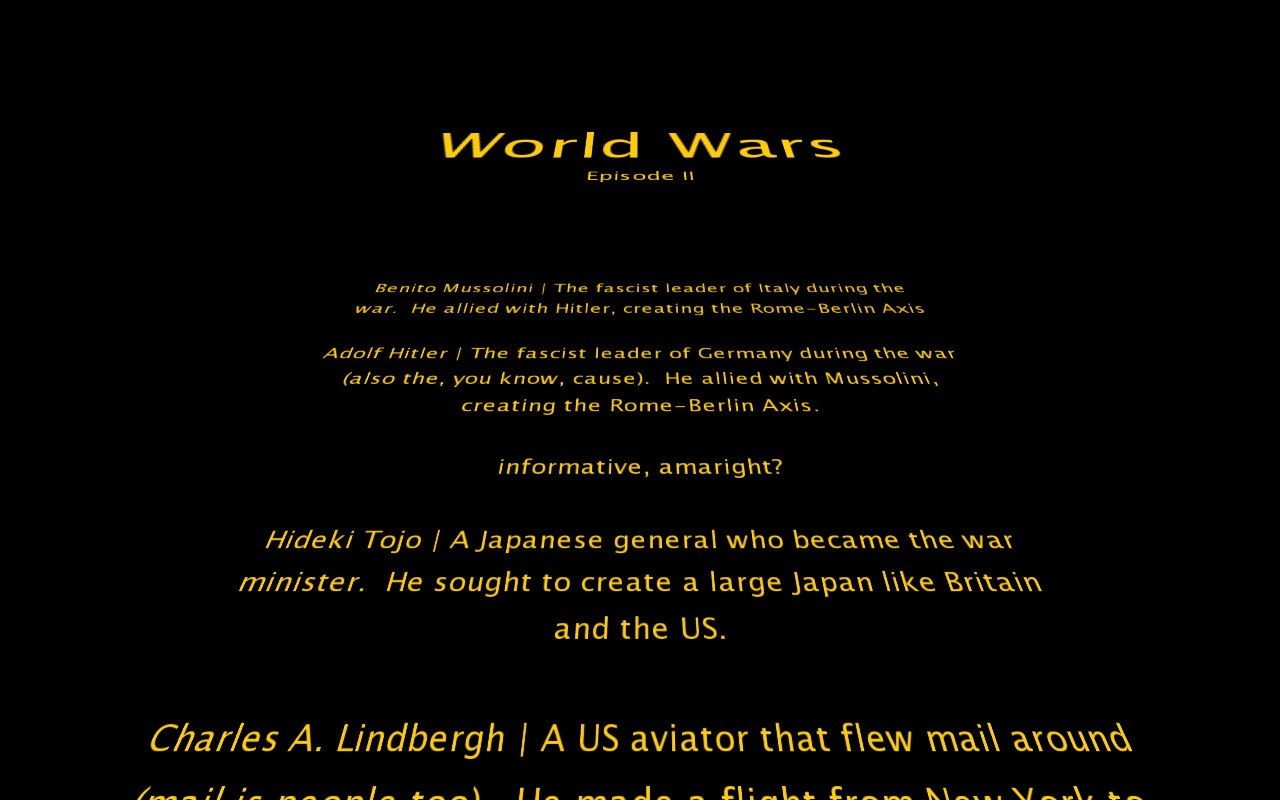 World Wars
Episode II
Benito Mussolini | The fascist leader of Italy during the
war.  He allied with Hitler, creating the Rome-Berlin Axis
Adolf Hitler | The fascist leader of Germany during the war
(also the, you know, cause).  He allied with Mussolini,
creating the Rome-Berlin Axis.
informative, amaright?
Hideki Tojo | A Japanese general who became the war
minister.  He sought to create a large Japan like Britain
and the US.
Charles A. Lindbergh | A US aviator that flew mail around
(mail is people too).  He made a flight from New York to